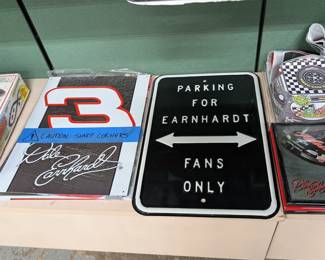 3
CAUTION: SHARP CORNERS
Dale Earnhardt
PARKING
FOR
EARNHARDT
FANS
ONLY